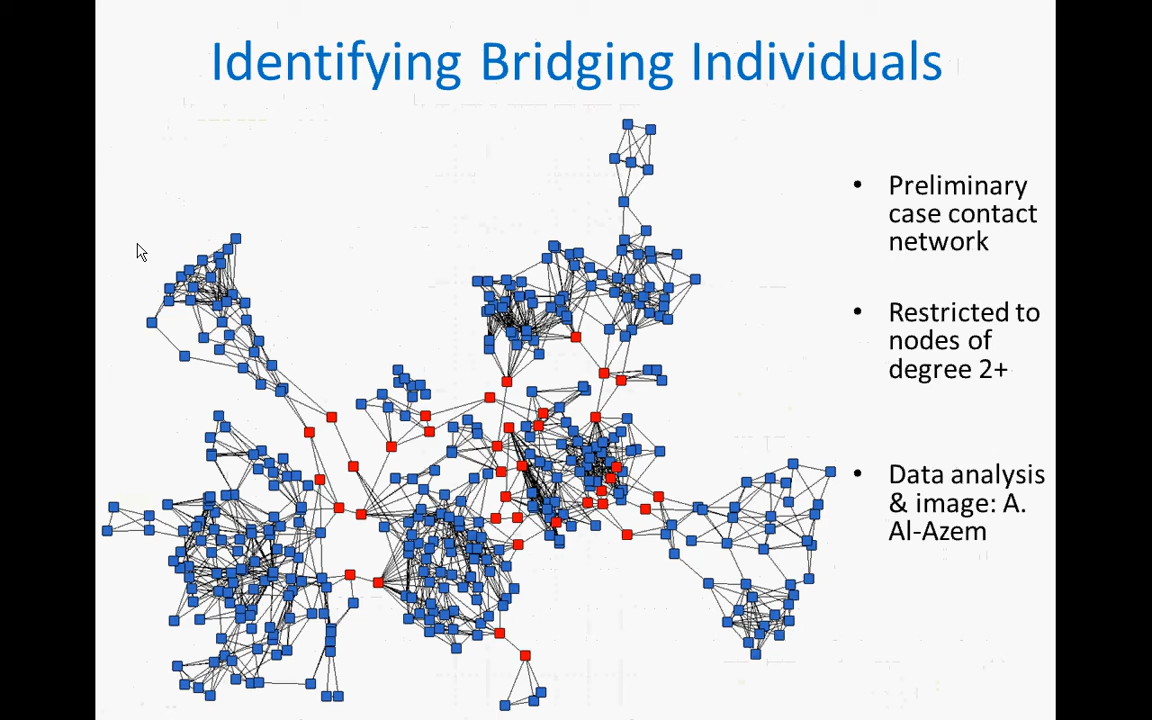 Identifying Bridging Individuals
• Preliminary
case contact
network
• Restricted to
nodes of
degree 2+
• Data analysis
& image: A.
Al-Azem